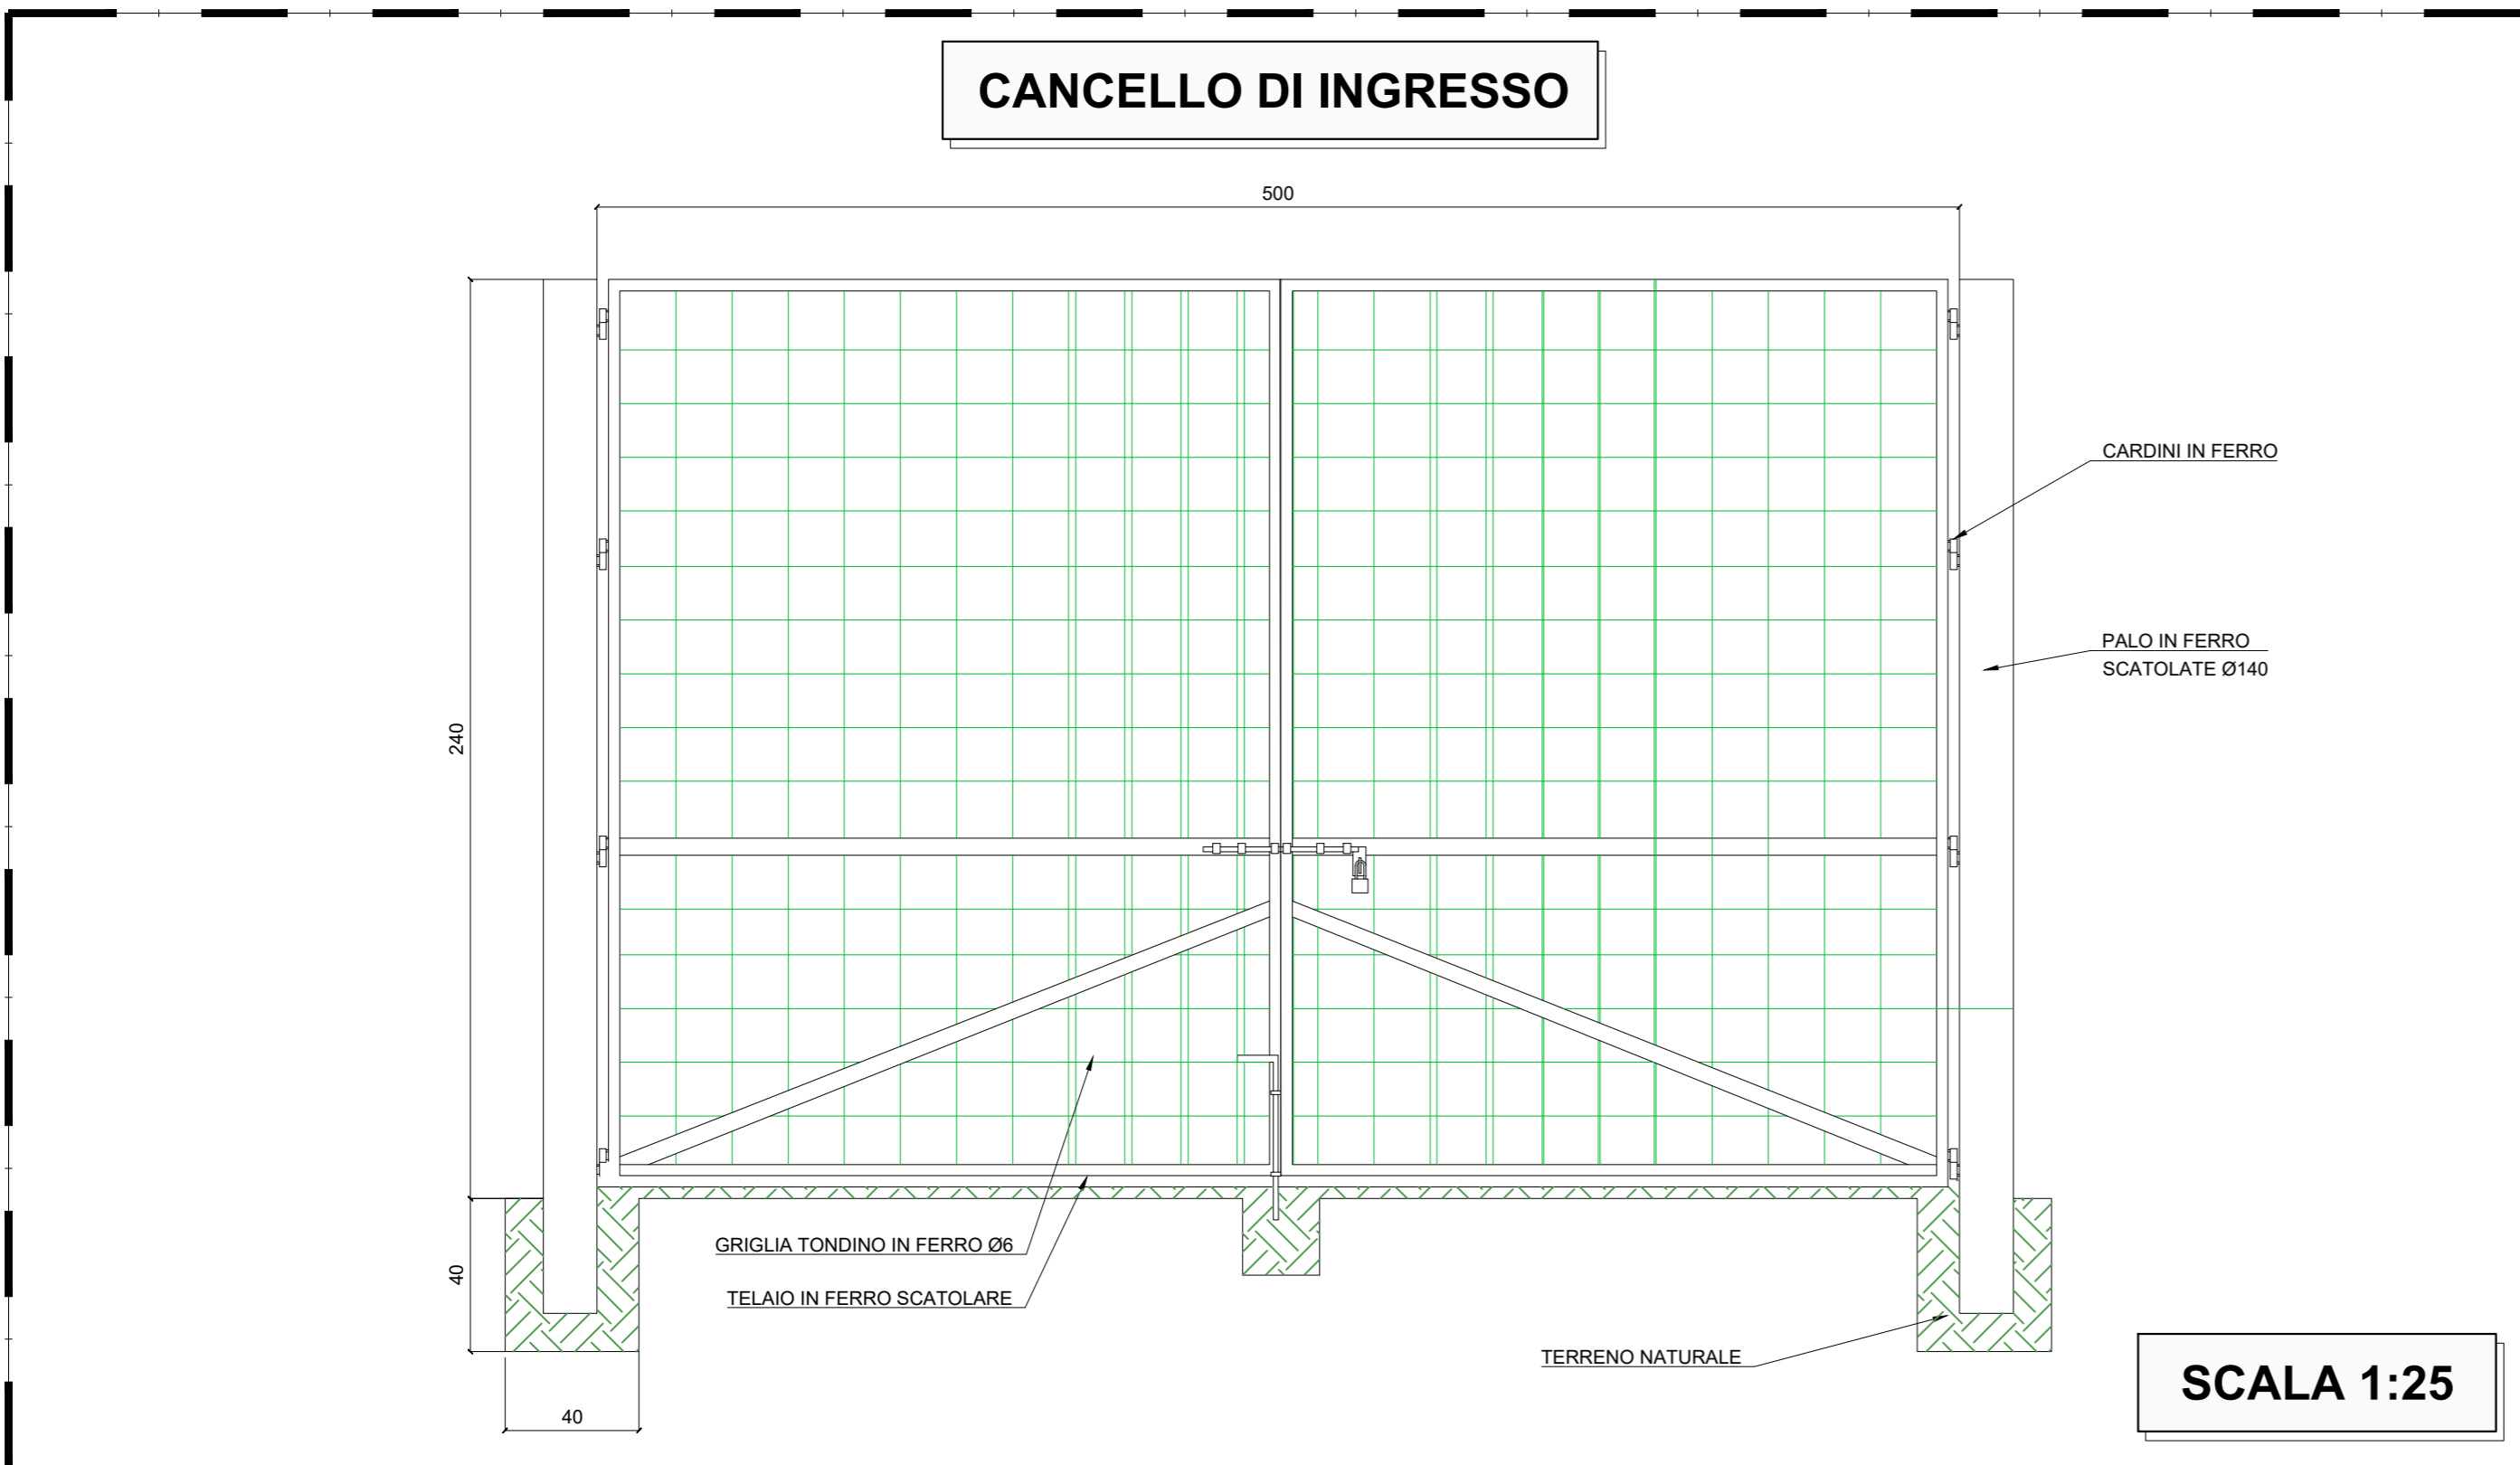 CANCELLO DI INGRESSO
500
CARDINI IN FERRO
PALO IN FERRO
SCATOLATE Ø140
240
GRIGLIA TONDINO IN FERRO Ø6
40
TELAIO IN FERRO SCATOLARE
TERRENO NATURALE
SCALA 1:25
40